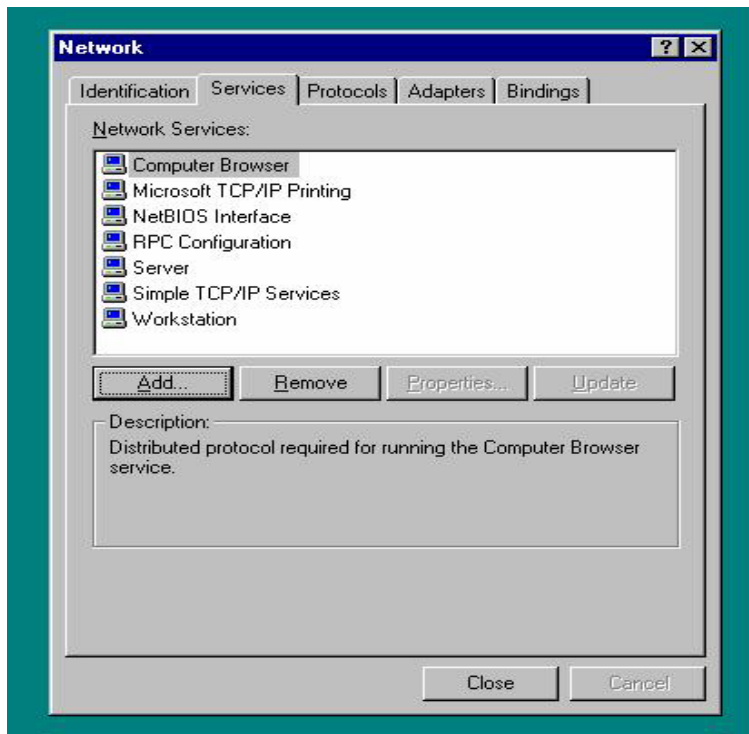 Network
Identification Services Protocols Adapters Bindings
Network Services:
Computer Browser
Microsoft TCP/IP Printing
NetBIOS Interface
RPC Configuration
Server
Simple TCP/IP Services
Workstation
Add... Remove Properties... Update
Description:
Distributed protocol required for running the Computer Browser
service.
Close Cancel